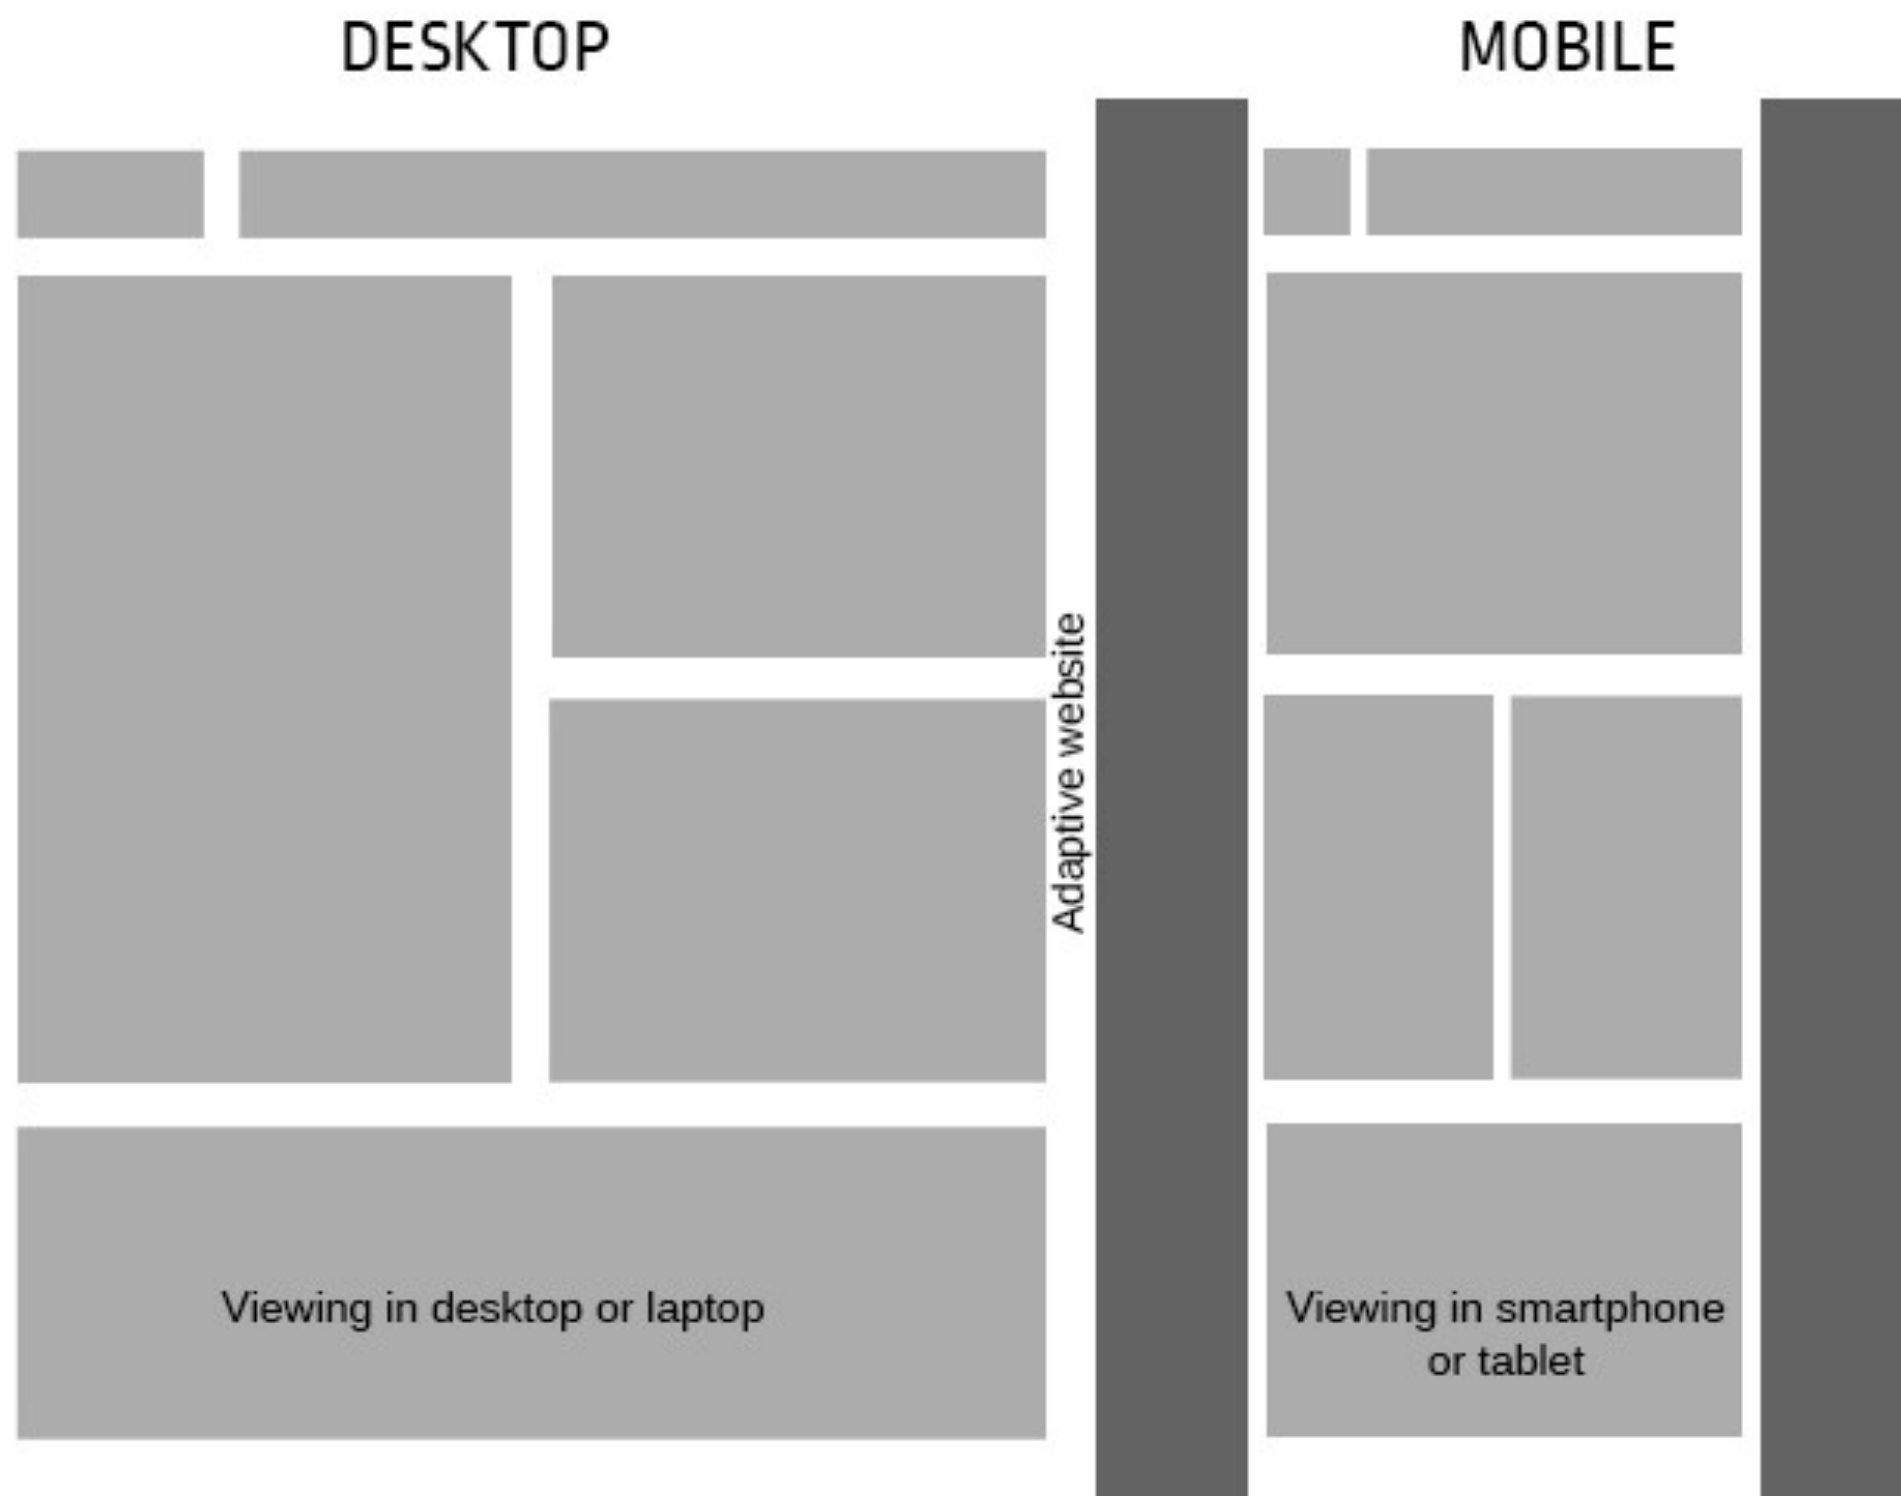 DESKTOP
MOBILE
Adaptive website
Viewing in desktop or laptop
Viewing in smartphone
or tablet